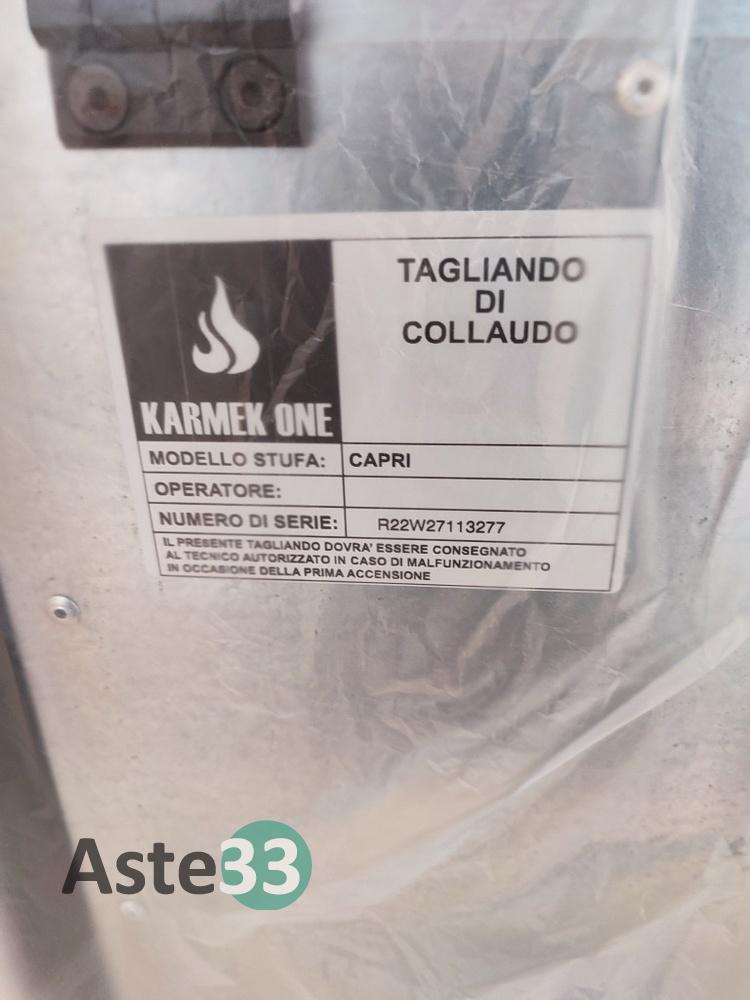 TAGLIANDO
DI
COLLAUDO
KARMEK ONE
MODELLO STUFA: CAPRI
OPERATORE:
NUMERO DI SERIE: R22W27113277
IL PRESENTE TAGLIANDO DOVRA' ESSERE CONSEGNATO
AL TECNICO AUTORIZZATO IN CASO DI MALFUNZIONAMENTO
IN OCCASIONE DELLA PRIMA ACCENSIONE
Aste33